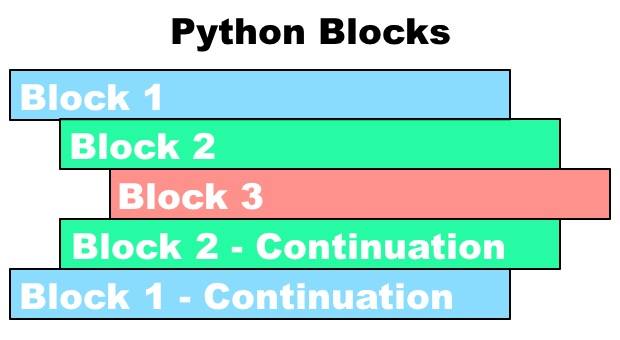 Python Blocks
Block 1
Block 2
Block 3
Block 2 - Continuation
Block 1 - Continuation